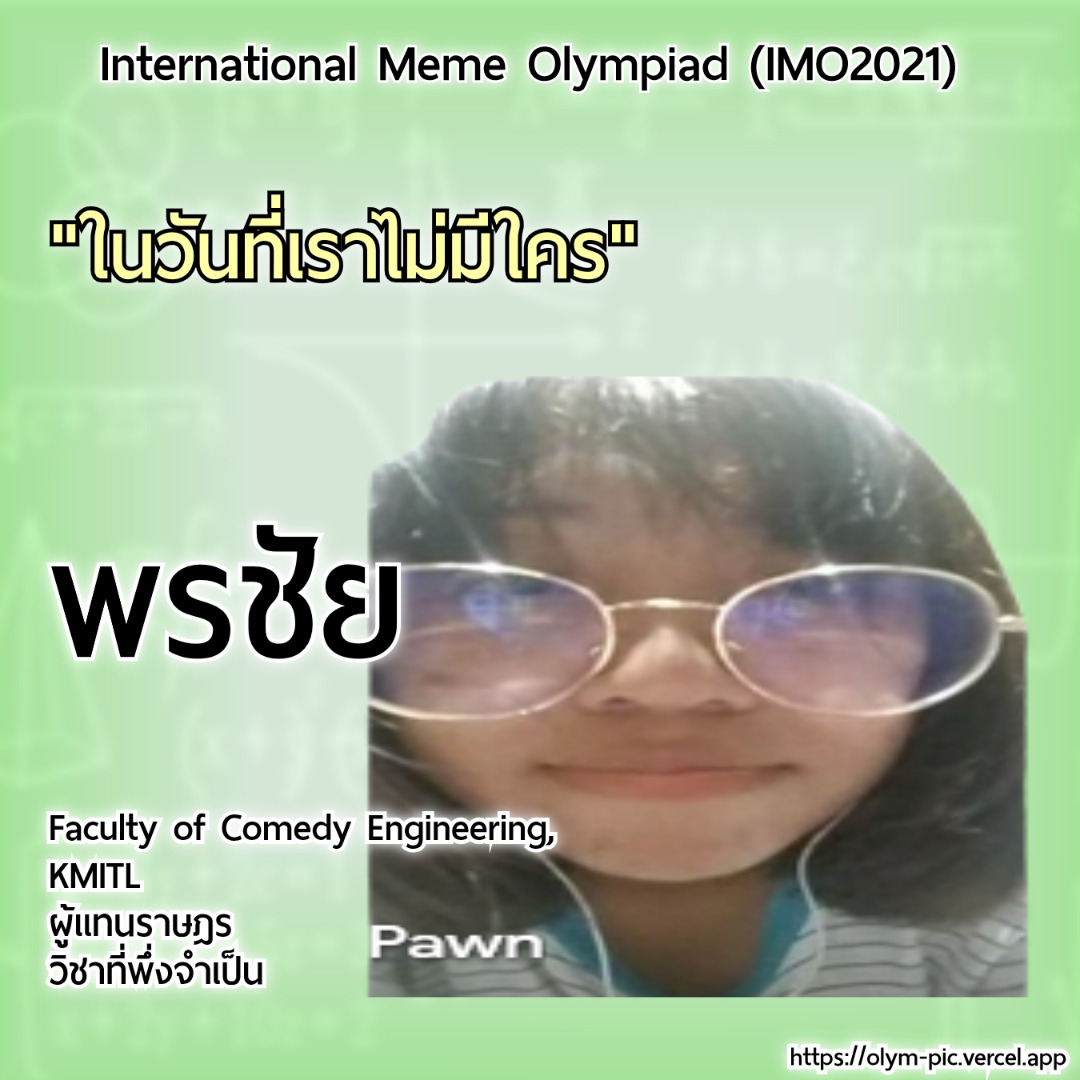 International Meme Olympiad (IMO2021)
"ในวันที่เราไม่มีใคร"
พรชัย
Faculty of Comedy Engineering,
KMITL
ผู้แทนราษฎร
วิชาที่พึ่งจำเป็น
Pawn
https://olym-pic.vercel.app